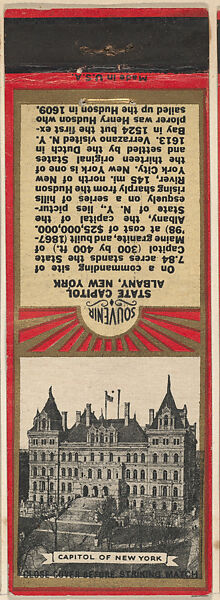 Made in U.S.A.
SOUVENIR
STATE CAPITOL
ALBANY, NEW YORK
On a commanding site of
7.84 acres stands the State
Capitol (300 by 400 ft.) of
Maine granite, and built (1867-
'98) at cost of $25,000,000.
Albany, the capital of the
State of N. Y., lies pictur-
esquely on a series of hills
rising sharply from the Hudson
River, 145 mi. north of New
York City. New York is one of
the thirteen original States
and settled by the Dutch in
1613. Verrazano visited N. Y.
Bay in 1524 but the first ex-
plorer was Henry Hudson who
sailed up the Hudson in 1609.
CAPITOL OF NEW YORK
CLOSE COVER BEFORE STRIKING MATCH